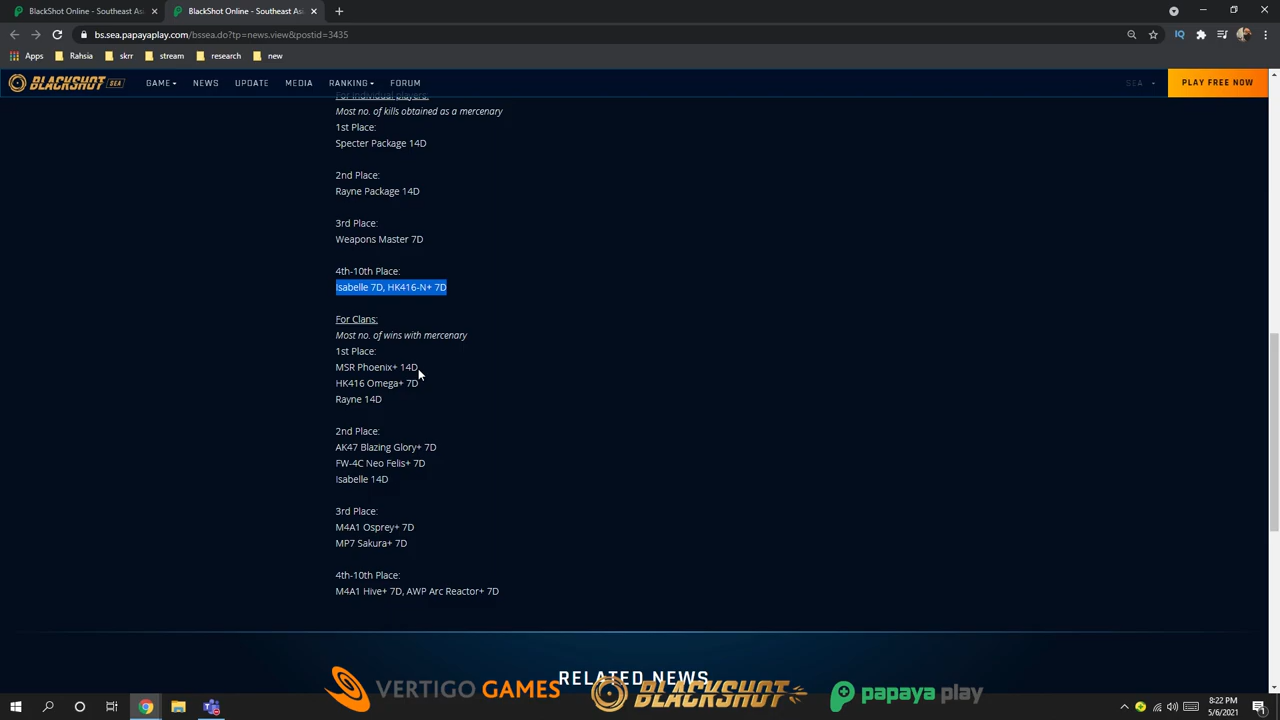 BlackShot Online - Southeast As
BlackShot Online - Southeast As
bs.sea.papayaplay.com/bssea.do?tp=news.view&postid=3435
Apps
Rahsia
skrr
stream
research
new
BLACKSHOT SEA
GAME
NEWS
UPDATE
MEDIA
RANKING
FORUM
SEA
PLAY FREE NOW
For individual players:
Most no. of kills obtained as a mercenary
1st Place:
Specter Package 14D
2nd Place:
Rayne Package 14D
3rd Place:
Weapons Master 7D
4th-10th Place:
Isabelle 7D, HK416-N+ 7D
For Clans:
Most no. of wins with mercenary
1st Place:
MSR Phoenix+ 14D
HK416 Omega+ 7D
Rayne 14D
2nd Place:
AK47 Blazing Glory+ 7D
FW-4C Neo Felis+ 7D
Isabelle 14D
3rd Place:
M4A1 Osprey+ 7D
MP7 Sakura+ 7D
4th-10th Place:
M4A1 Hive+ 7D, AWP Arc Reactor+ 7D
RELATED NEWS
VERTIGO GAMES
BLACKSHOT
papaya play
8:22 PM
5/6/2021